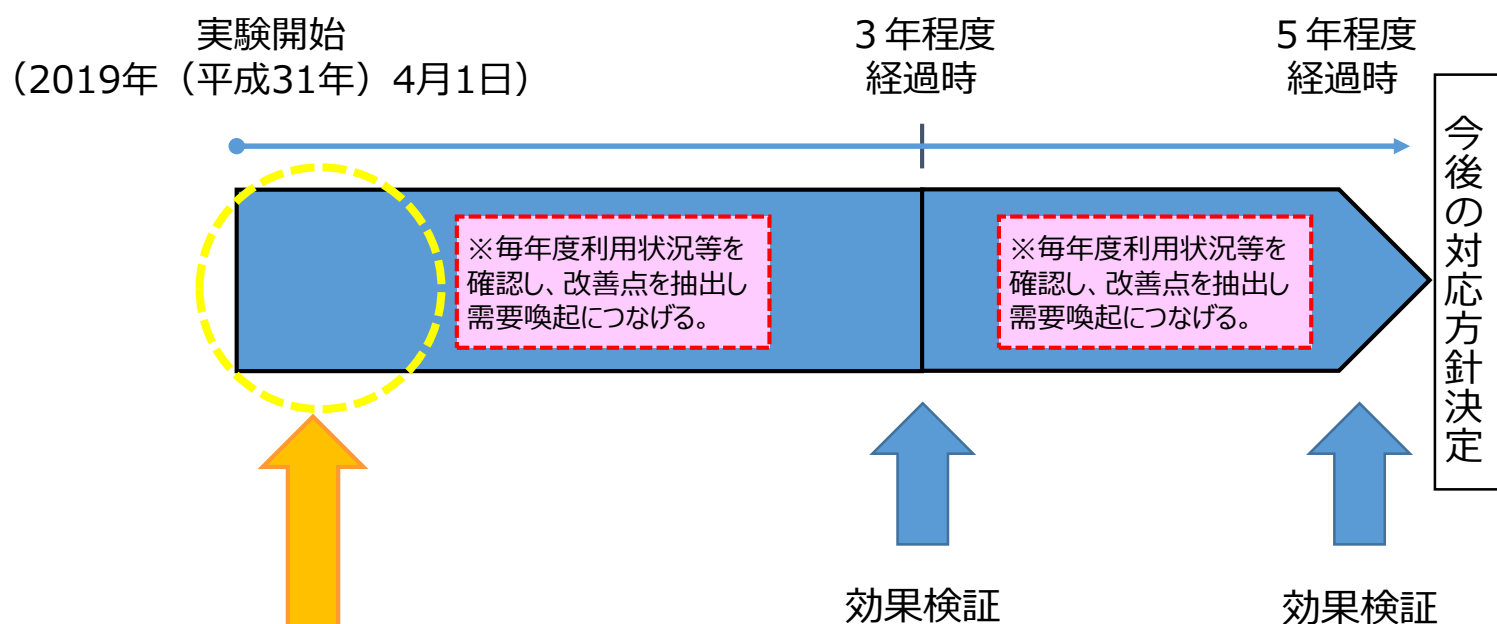 実験開始
（2019年（平成31年）4月1日）
３年程度
経過時
５年程度
経過時
※毎年度利用状況等を
確認し、改善点を抽出し
需要喚起につなげる。
※毎年度利用状況等を
確認し、改善点を抽出し
需要喚起につなげる。
今後の対応方針決定
効果検証
効果検証